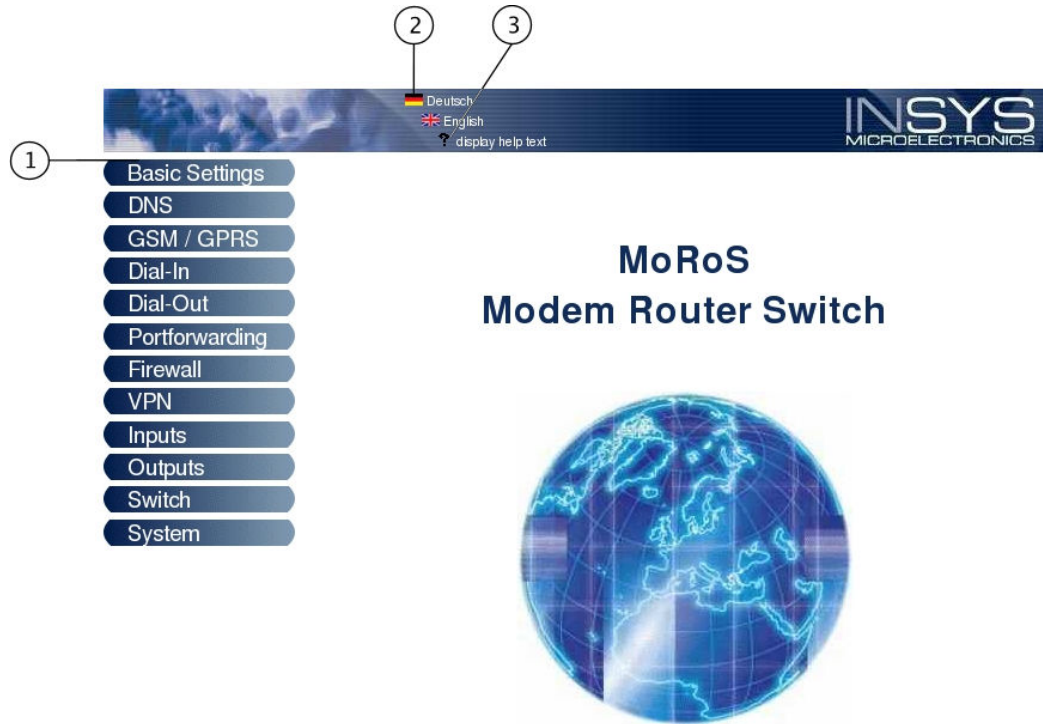 2
3
Deutsch
English
? display help text
INSYS
MICROELECTRONICS
1
Basic Settings
DNS
GSM / GPRS
Dial-In
Dial-Out
Portforwarding
Firewall
VPN
Inputs
Outputs
Switch
System
MoRoS
Modem Router Switch